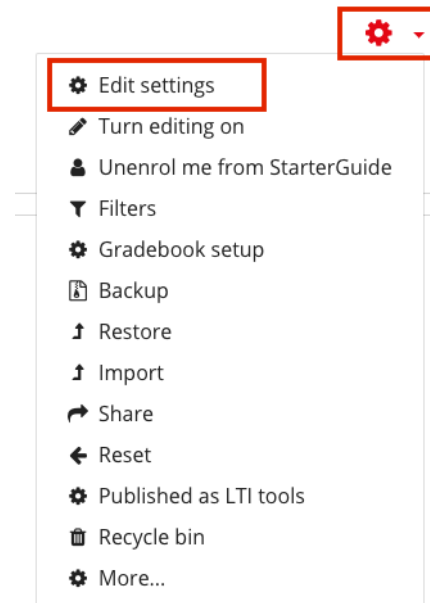 Edit settings
Turn editing on
Unenrol me from StarterGuide
Filters
Gradebook setup
Backup
Restore
Import
Share
Reset
Published as LTI tools
Recycle bin
More...